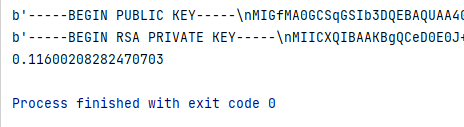 b'-----BEGIN PUBLIC KEY-----\nMIGfMA0GCSqGSIb3DQEBAQUAA4G
b'-----BEGIN RSA PRIVATE KEY-----\nMIICXQIBAAKBgQCeD0E0J+
0.11600208282470703
Process finished with exit code 0